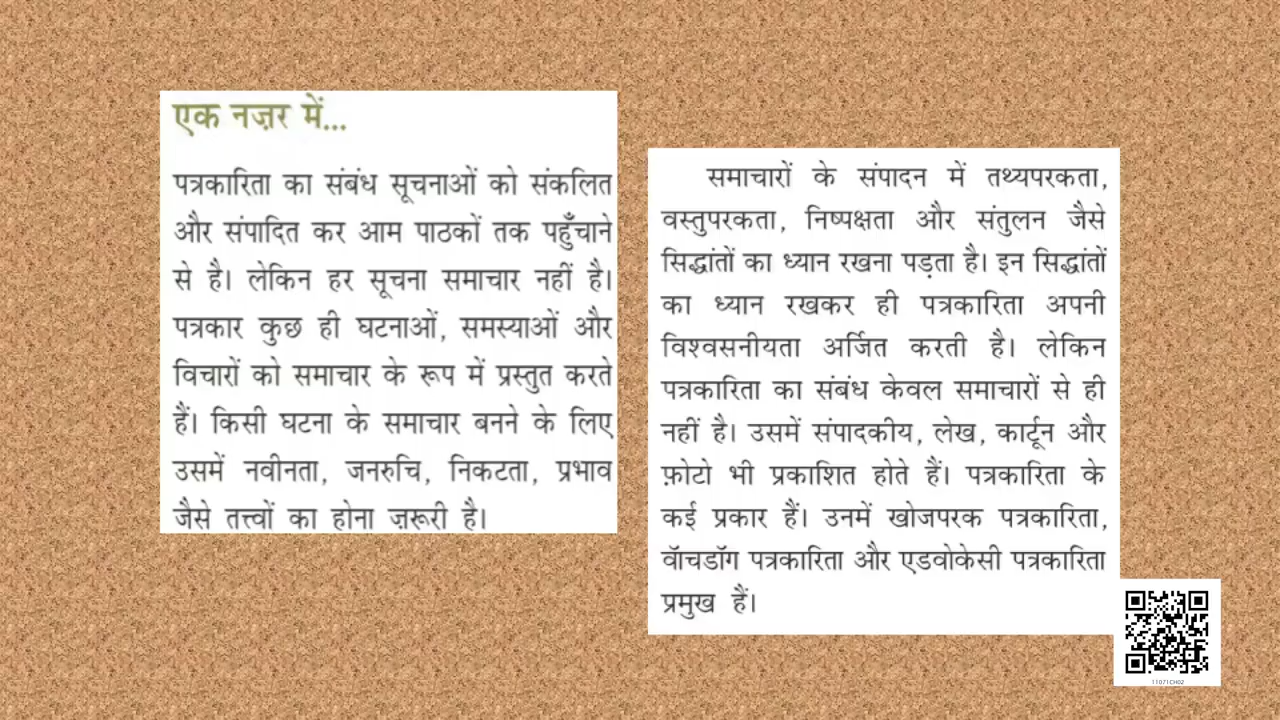 एक नज़र में...
पत्रकारिता का संबंध सूचनाओं को संकलित
और संपादित कर आम पाठकों तक पहुँचाने
से है। लेकिन हर सूचना समाचार नहीं है।
पत्रकार कुछ ही घटनाओं, समस्याओं और
विचारों को समाचार के रूप में प्रस्तुत करते
हैं। किसी घटना के समाचार बनने के लिए
उसमें नवीनता, जनरुचि, निकटता, प्रभाव
जैसे तत्त्वों का होना ज़रूरी है।
समाचारों के संपादन में तथ्यपरकता,
वस्तुपरकता, निष्पक्षता और संतुलन जैसे
सिद्धांतों का ध्यान रखना पड़ता है। इन सिद्धांतों
का ध्यान रखकर ही पत्रकारिता अपनी
विश्वसनीयता अर्जित करती है। लेकिन
पत्रकारिता का संबंध केवल समाचारों से ही
नहीं है। उसमें संपादकीय, लेख, कार्टून और
फ़ोटो भी प्रकाशित होते हैं। पत्रकारिता के
कई प्रकार हैं। उनमें खोजपरक पत्रकारिता,
वॅाचडॉग पत्रकारिता और एडवोकेसी पत्रकारिता
प्रमुख हैं।
11071CH02